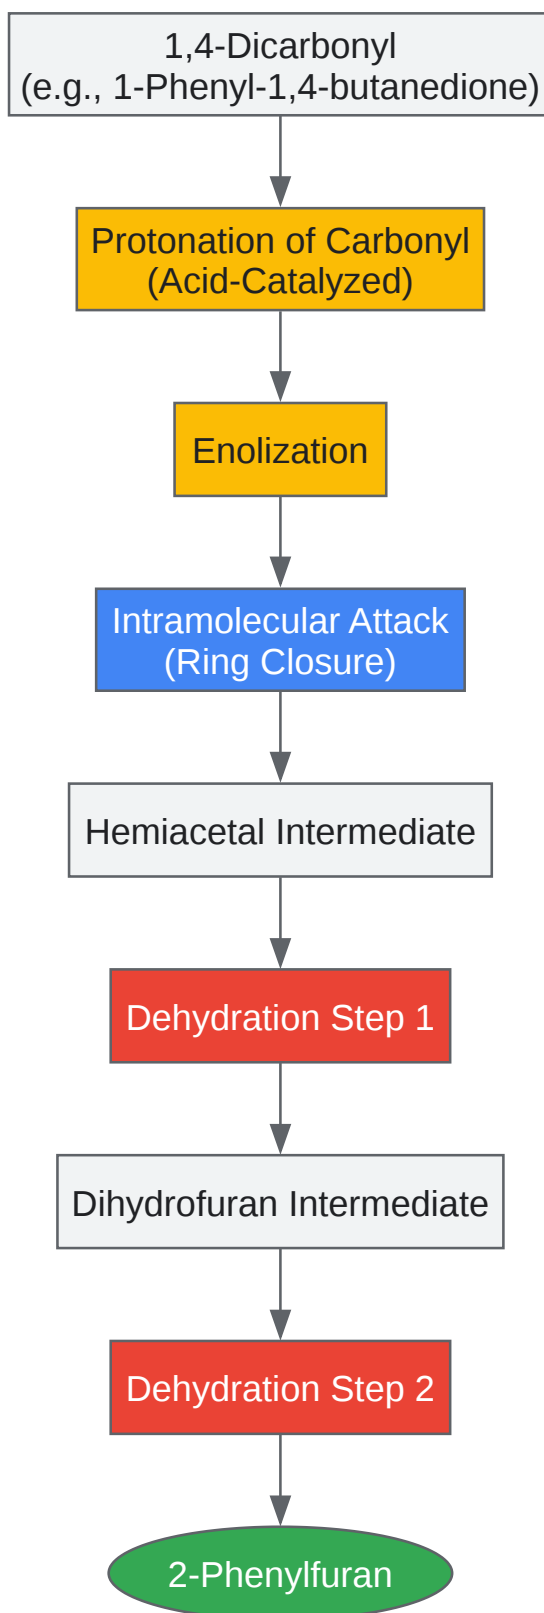 1,4-Dicarbonyl
(e.g., 1-Phenyl-1,4-butanedione)
Protonation of Carbonyl
(Acid-Catalyzed)
Enolization
Intramolecular Attack
(Ring Closure)
Hemiacetal Intermediate
Dehydration Step 1
Dihydrofuran Intermediate
Dehydration Step 2
2-Phenylfuran